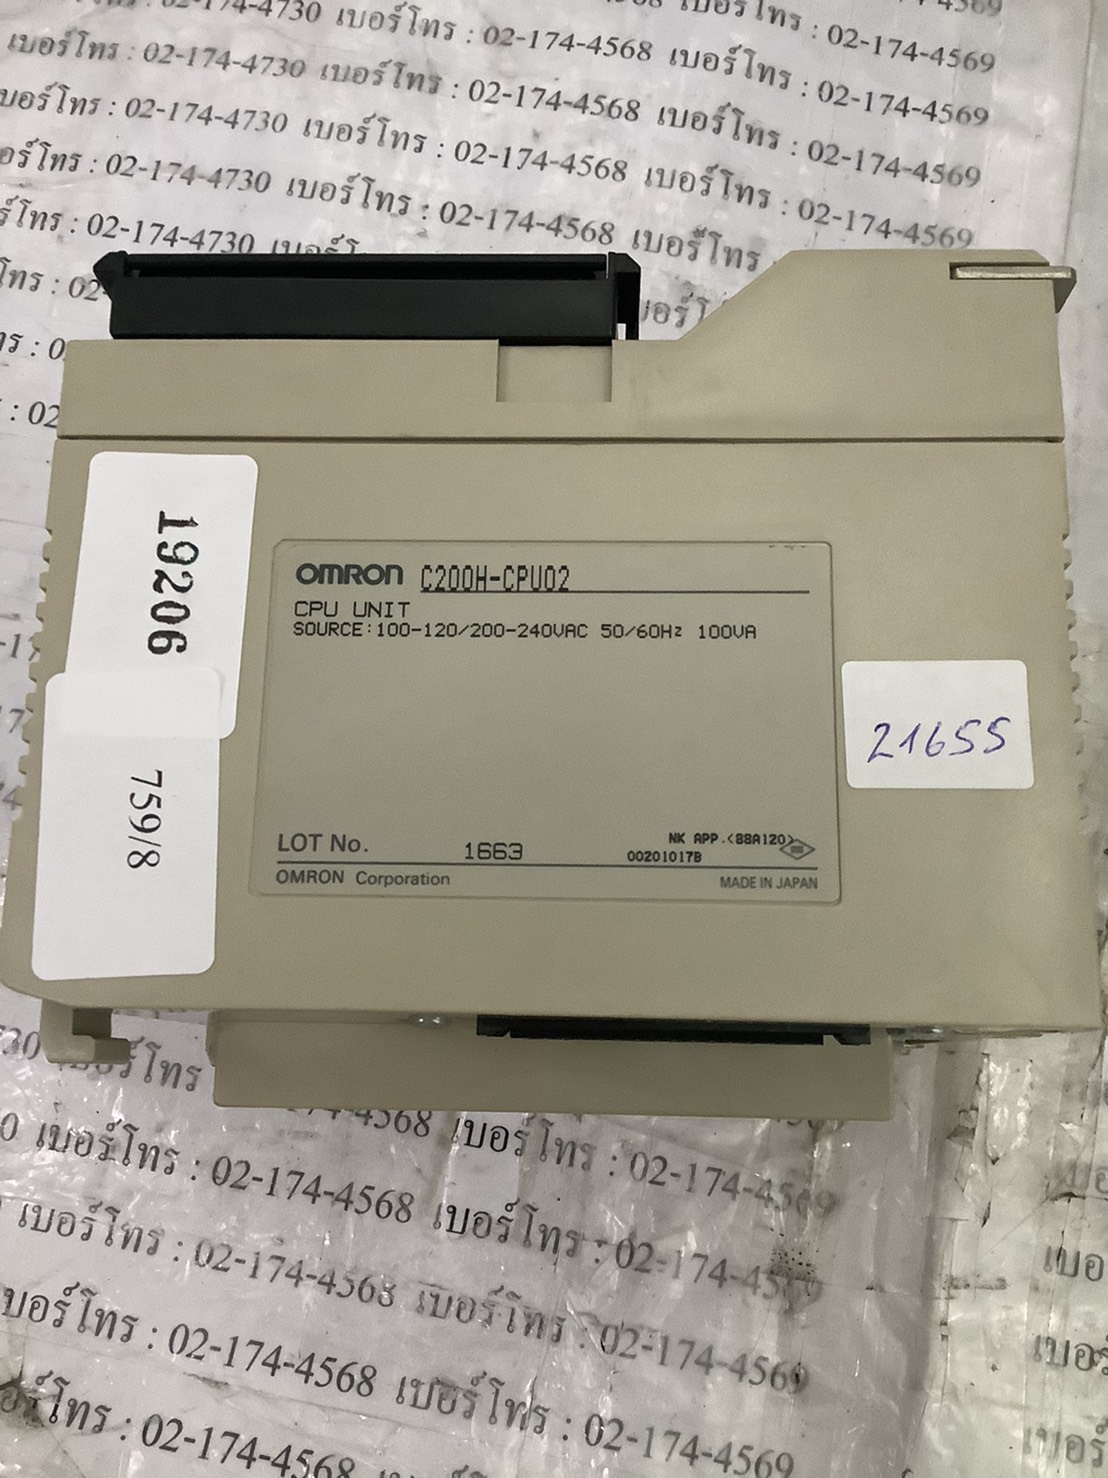 02-174-4730 เบอร์โทร : 02-174-4568 เบอร์โทร : 02-174-4569
เบอร์โทร : 02-174-4730 เบอร์โทร : 02-174-4568 เบอร์โทร : 02-174-4569
เบอร์โทร : 02-174-4730 เบอร์โทร : 02-174-4568 เบอร์โทร : 02-174-4569
: 02-174-4730 เบอร์โทร : 02-174-4568 เบอร์โทร : 02-174-4569
: 02-174-4730 เบอร์โทร
19206
OMRON C200H-CPU02
CPU UNIT
SOURCE:100-120/200-240VAC 50/60Hz 100VA
21655
759/8
LOT No. 1663
NK APP.(88A120)
00201017B
OMRON Corporation MADE IN JAPAN
เบอร์โทร : 02-174-4568 เบอร์โทร : 02-174-4569
เบอร์โทร : 02-174-4568 เบอร์โทร : 02-174-4569
เบอร์โทร : 02-174-4568 เบอร์โทร : 02-174-4569
: 02-174-4568 เบอร์โทร : 02-174-4569